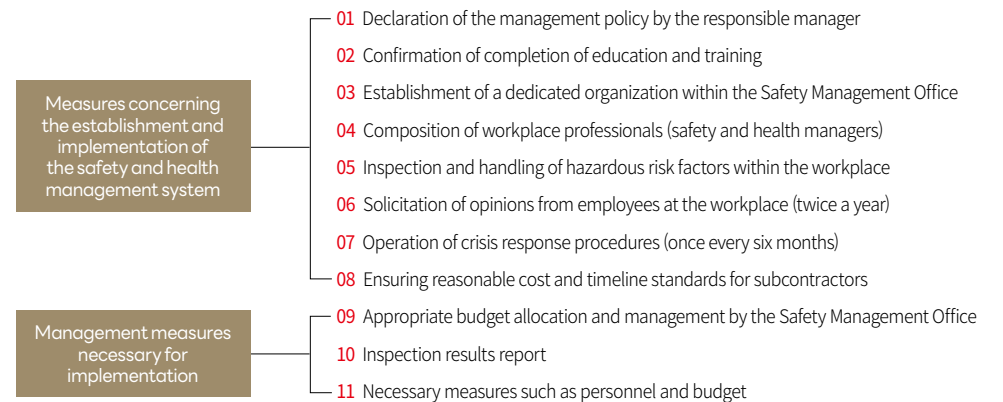 Measures concerning
the establishment and
implementation of
the safety and health
management system
01 Declaration of the management policy by the responsible manager
02 Confirmation of completion of education and training
03 Establishment of a dedicated organization within the Safety Management Office
04 Composition of workplace professionals (safety and health managers)
05 Inspection and handling of hazardous risk factors within the workplace
06 Solicitation of opinions from employees at the workplace (twice a year)
07 Operation of crisis response procedures (once every six months)
08 Ensuring reasonable cost and timeline standards for subcontractors
Management measures
necessary for
implementation
09 Appropriate budget allocation and management by the Safety Management Office
10 Inspection results report
11 Necessary measures such as personnel and budget